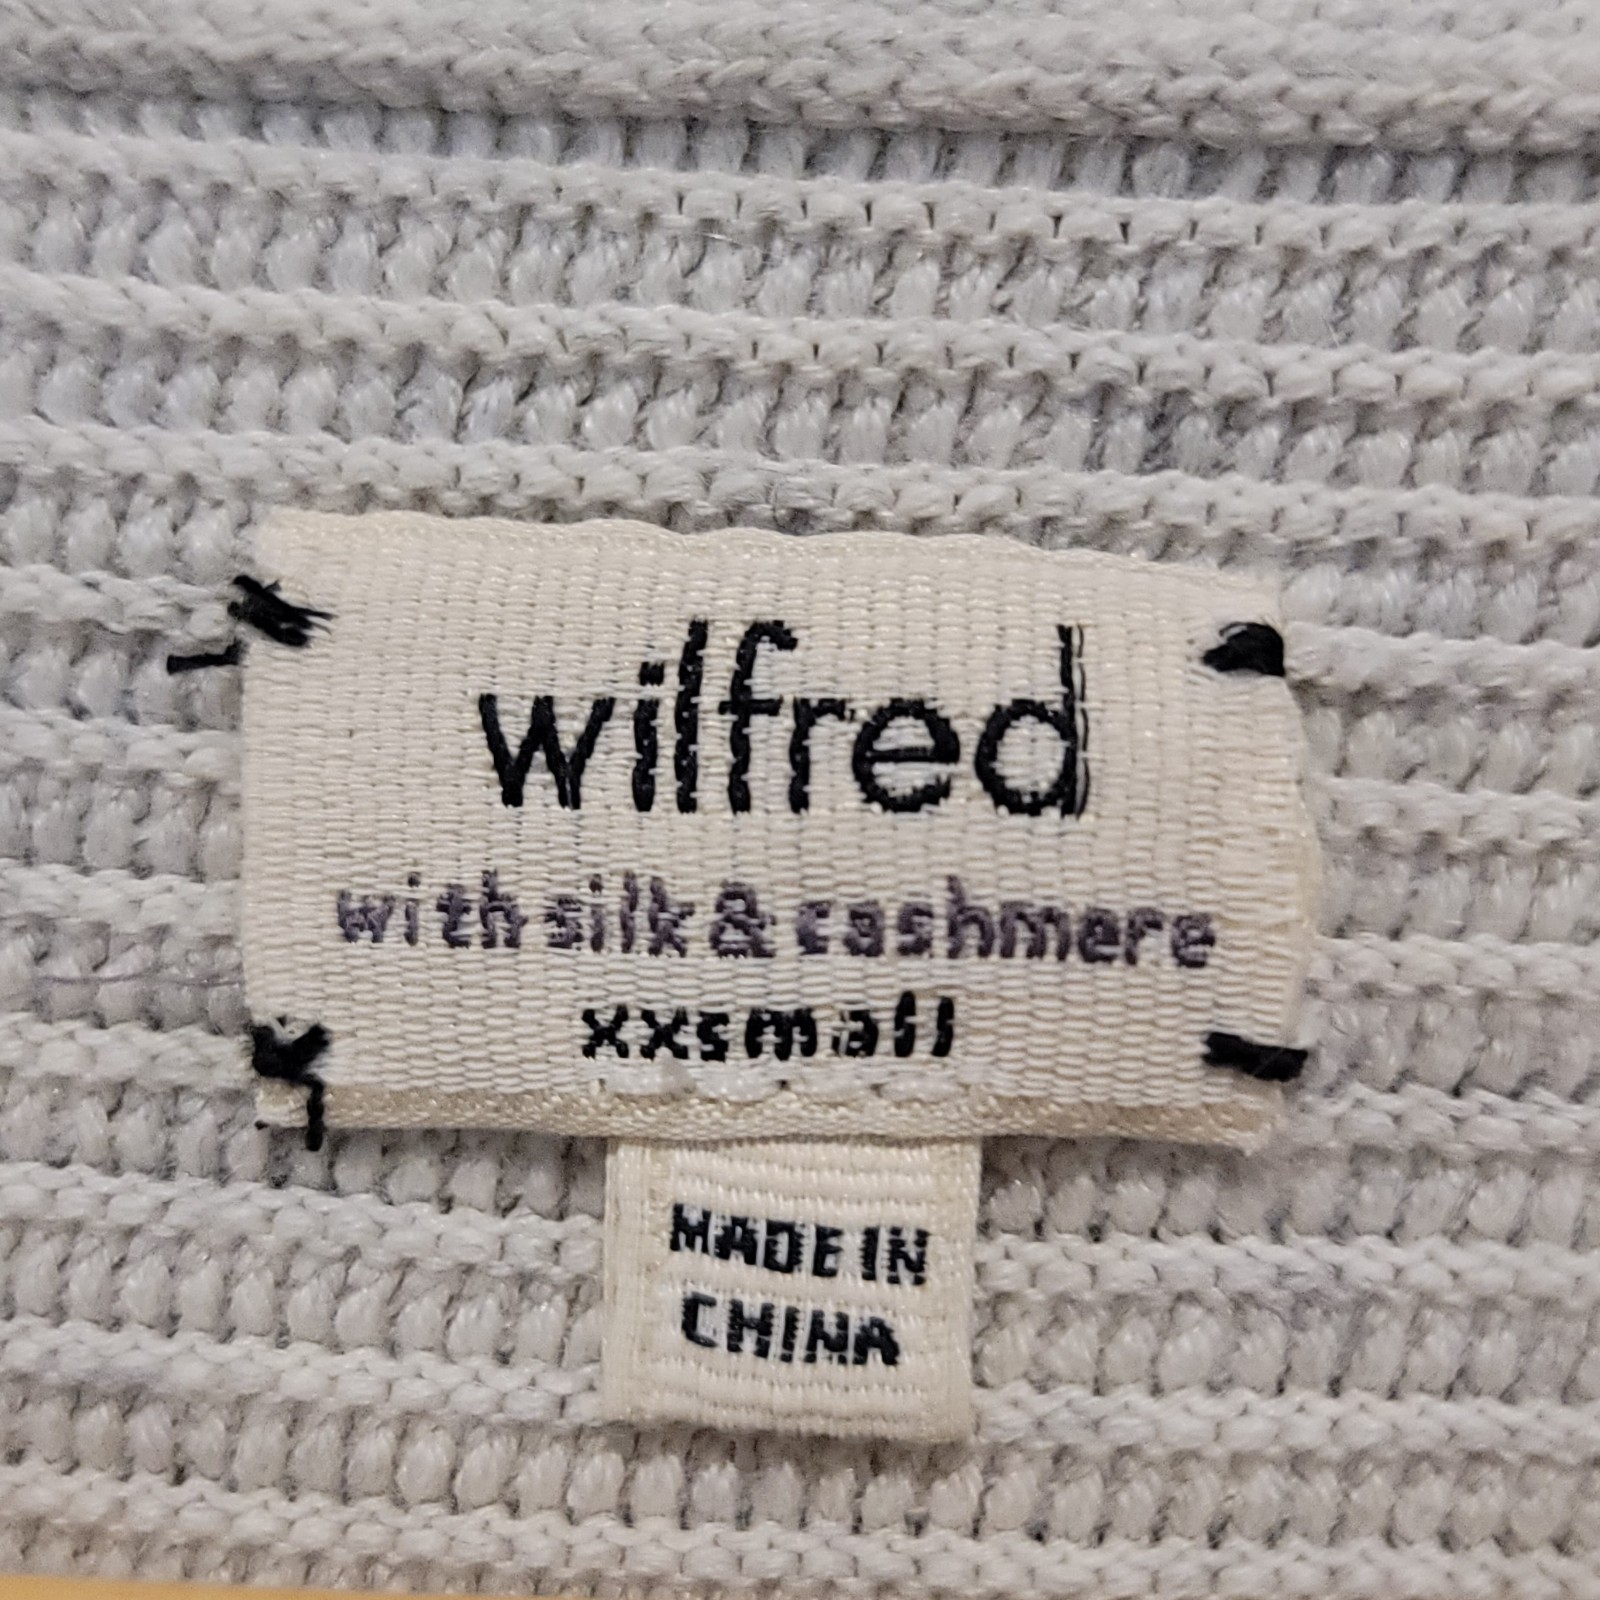 wilfred
with silk & cashmere
xxsmall
MADE IN
CHINA